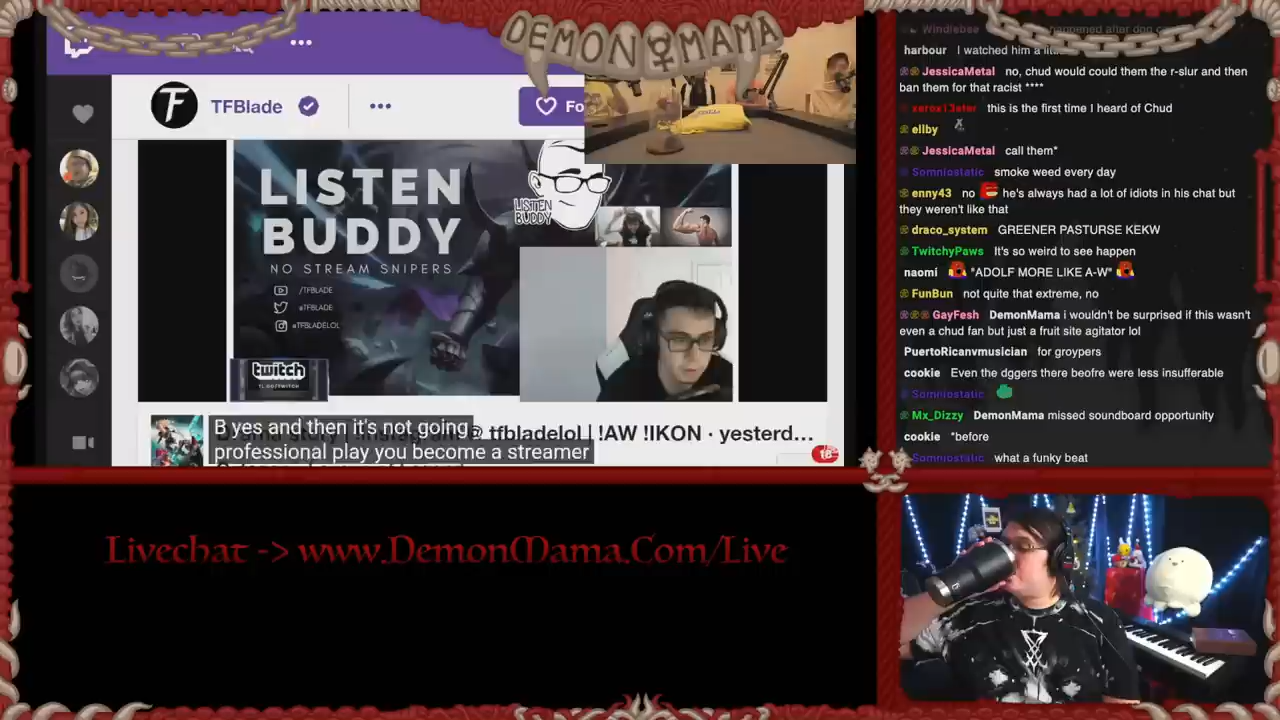 DEMON MAMA
TFBlade
Fo
LISTEN
BUDDY
NO STREAM SNIPERS
/TFBLADE
@TFBLADE
@TFBLADELOL
LISTEN
BUDDY
twitch
@ tfbladelol | !AW !IKON · yesterd...
B yes and then it's not going
professional play you become a streamer
18
Livechat -> www.DemonMama.Com/Live
Windiebee happened after don
harbour I watched him a
JessicaMetal no, chud would could them the r-slur and then
ban them for that racist ****
this is the first time I heard of Chud
ellby
JessicaMetal call them*
Somniostatic smoke weed every day
enny43 no he's always had a lot of idiots in his chat but
they weren't like that
draco_system GREENER PASTURSE KEKW
TwitchyPaws It's so weird to see happen
naomi "ADOLF MORE LIKE A-W"
FunBun not quite that extreme, no
GayFesh DemonMama i wouldn't be surprised if this wasn't
even a chud fan but just a fruit site agitator lol
PuertoRicanvmusician for groypers
cookie Even the dggers there beofre were less insufferable
Somniostatic
Mx_Dizzy DemonMama missed soundboard opportunity
cookie *before
Somniostatic what a funky beat